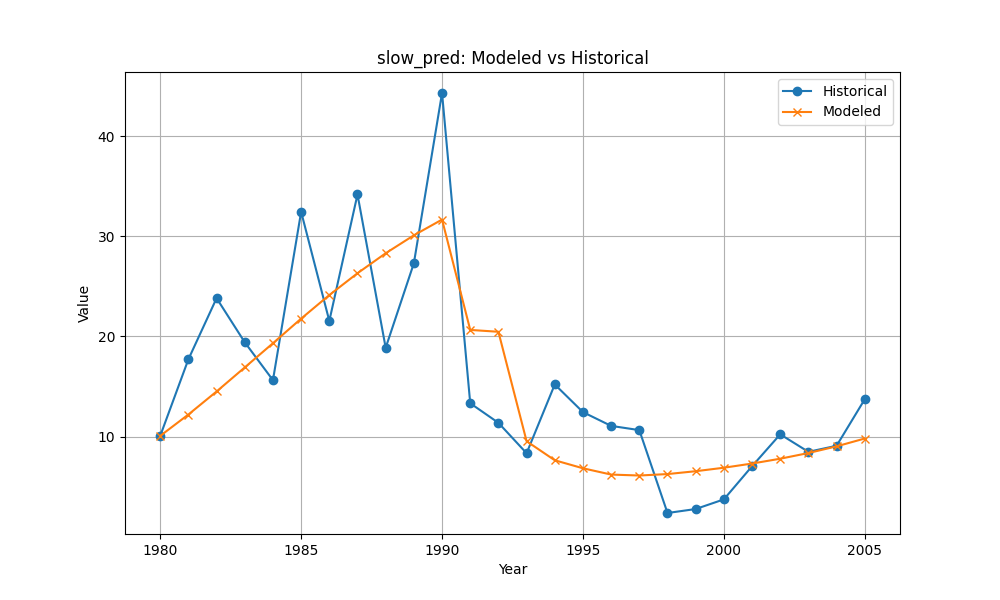 slow_pred: Modeled vs Historical
Historical
Modeled
Value
40
30
20
10
1980
1985
1990
1995
2000
2005
Year